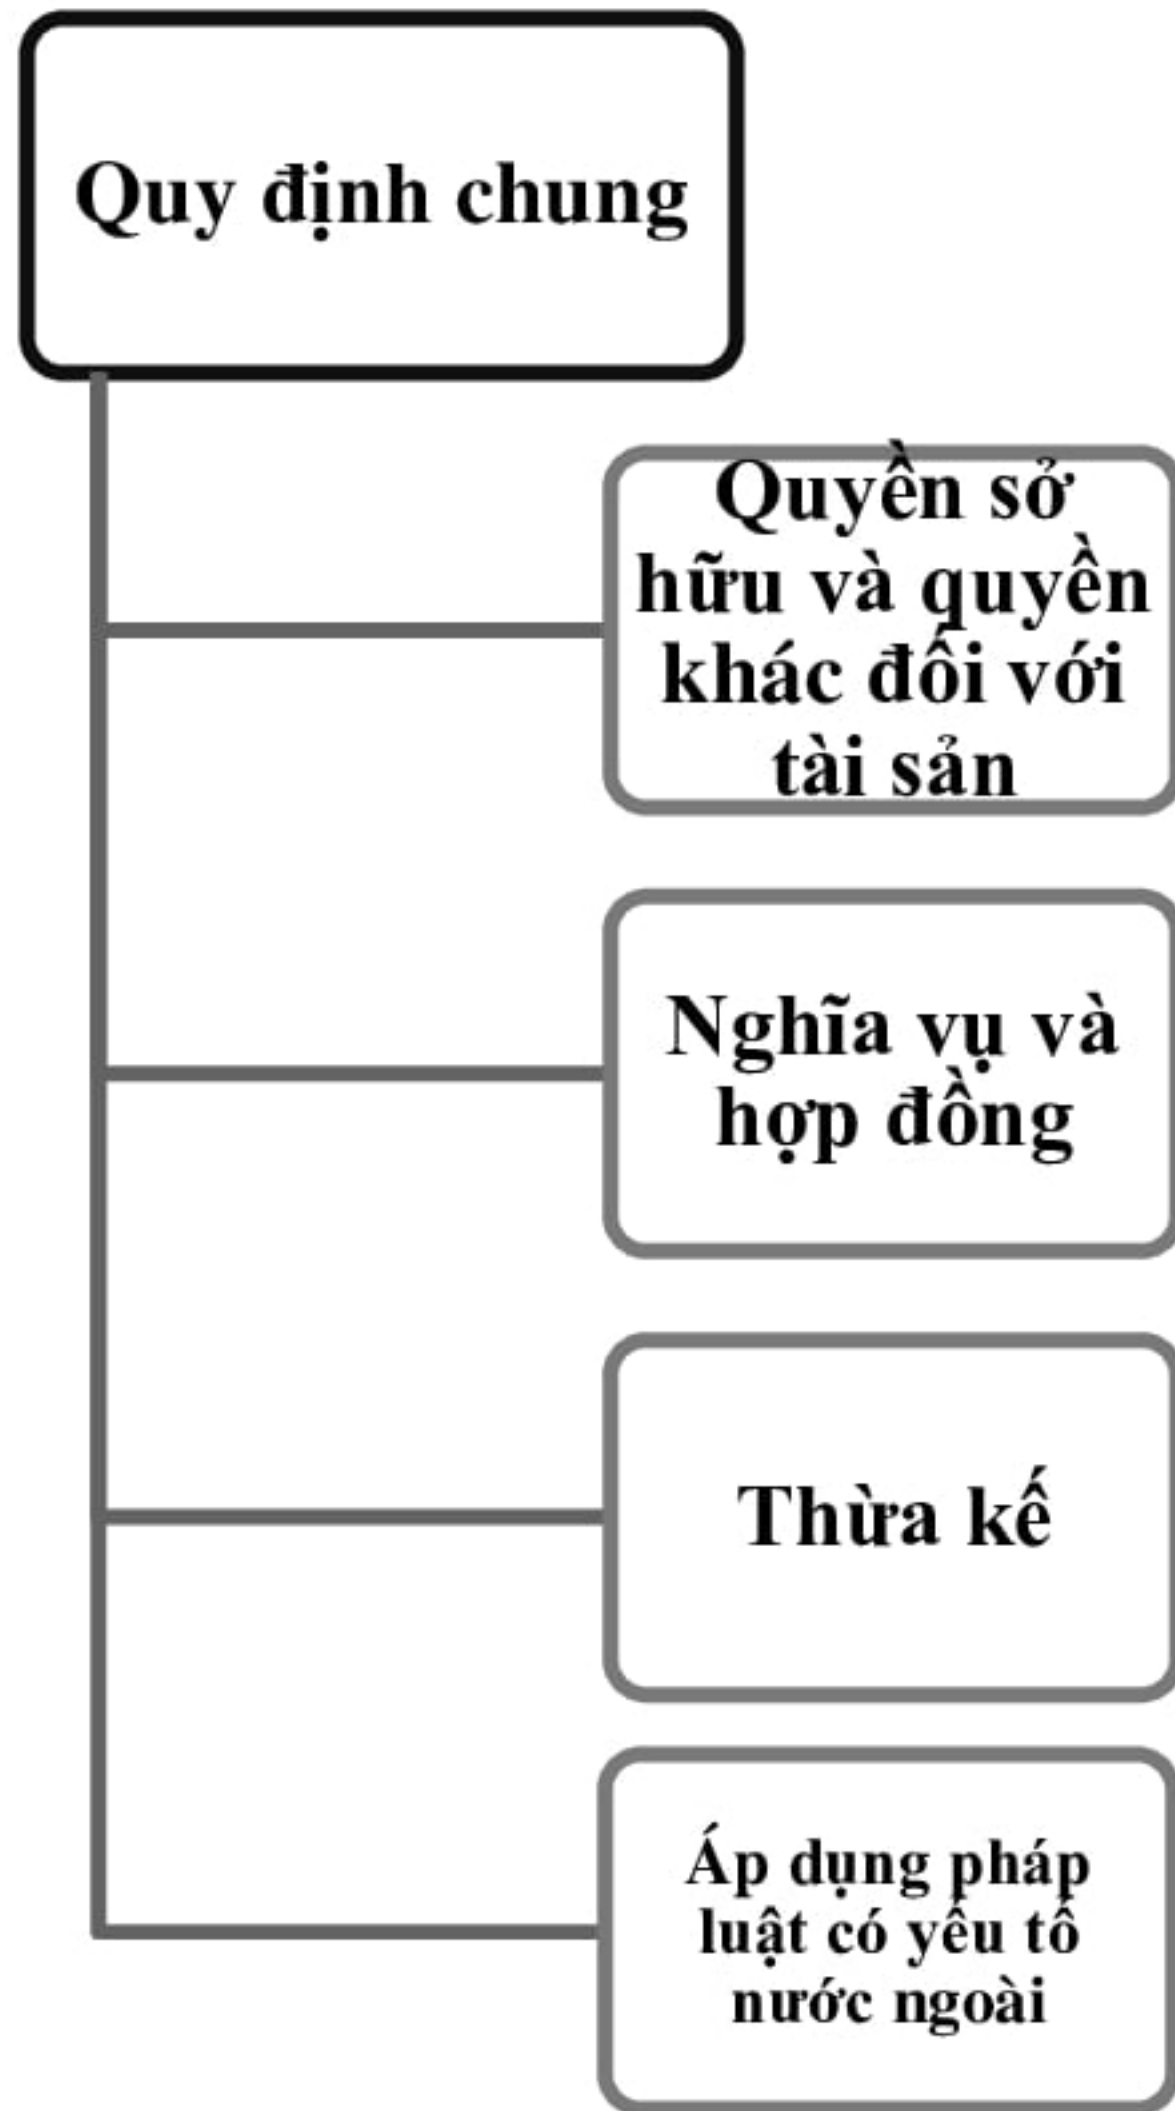 Quy định chung
Quyền sở
hữu và quyền
khác đối với
tài sản
Nghĩa vụ và
hợp đồng
Thừa kế
Áp dụng pháp
luật có yếu tố
nước ngoài